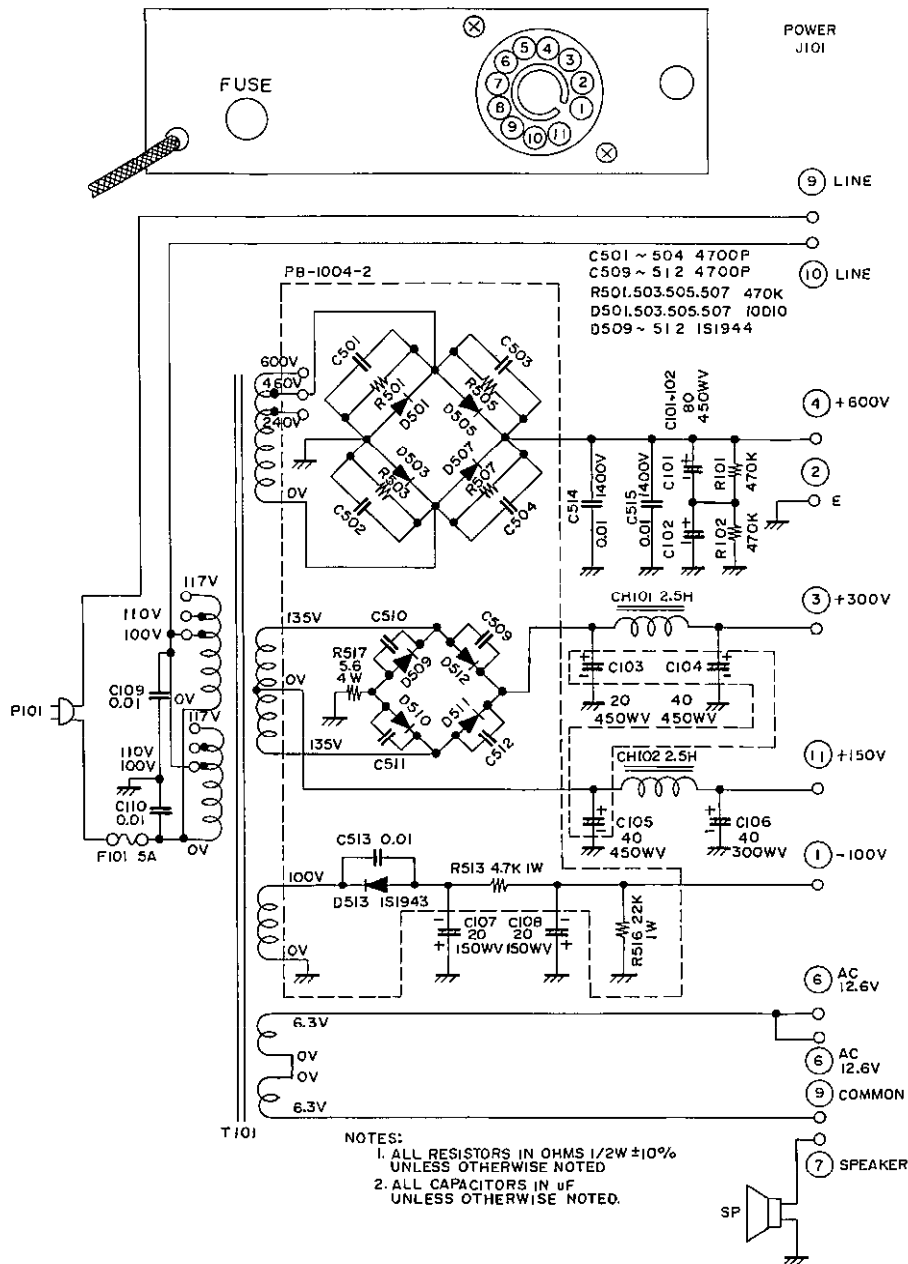 POWER
J101
FUSE
5 4
6 3
7 2
8 1
9 10 11
9 LINE
10 LINE
C501 ~ 504 4700P
C509 ~ 512 4700P
R501.503.505.507 470K
D501.503.505.507 10D10
D509 ~ 512 1S1944
PB-1004-2
600V
460V
240V
0V
C501
R501
D501
C503
R505
D505
D503
R503
C502
D507
R507
C504
C514
0.01
1400V
C515
0.01
1400V
C101~102
80
450WV
C101
C102
R101
470K
R102
470K
4 +600V
2
E
117V
110V
100V
0V
117V
110V
100V
0V
P101
C109
0.01
C110
0.01
F101 5A
135V
0V
135V
R517
5.6
4W
C510
D509
C509
D512
D510
C511
D511
C512
CH101 2.5H
3 +300V
C103
20
450WV
C104
40
450WV
CH102 2.5H
11 +150V
C105
40
450WV
C106
40
300WV
100V
0V
C513 0.01
D513 1S1943
R513 4.7K 1W
C107
20
150WV
C108
20
150WV
R516 22K
1W
1 -100V
6 AC
12.6V
6 AC
12.6V
9 COMMON
6.3V
0V
0V
6.3V
T101
7 SPEAKER
SP
NOTES:
1. ALL RESISTORS IN OHMS 1/2W ±10%
UNLESS OTHERWISE NOTED
2. ALL CAPACITORS IN uF
UNLESS OTHERWISE NOTED.